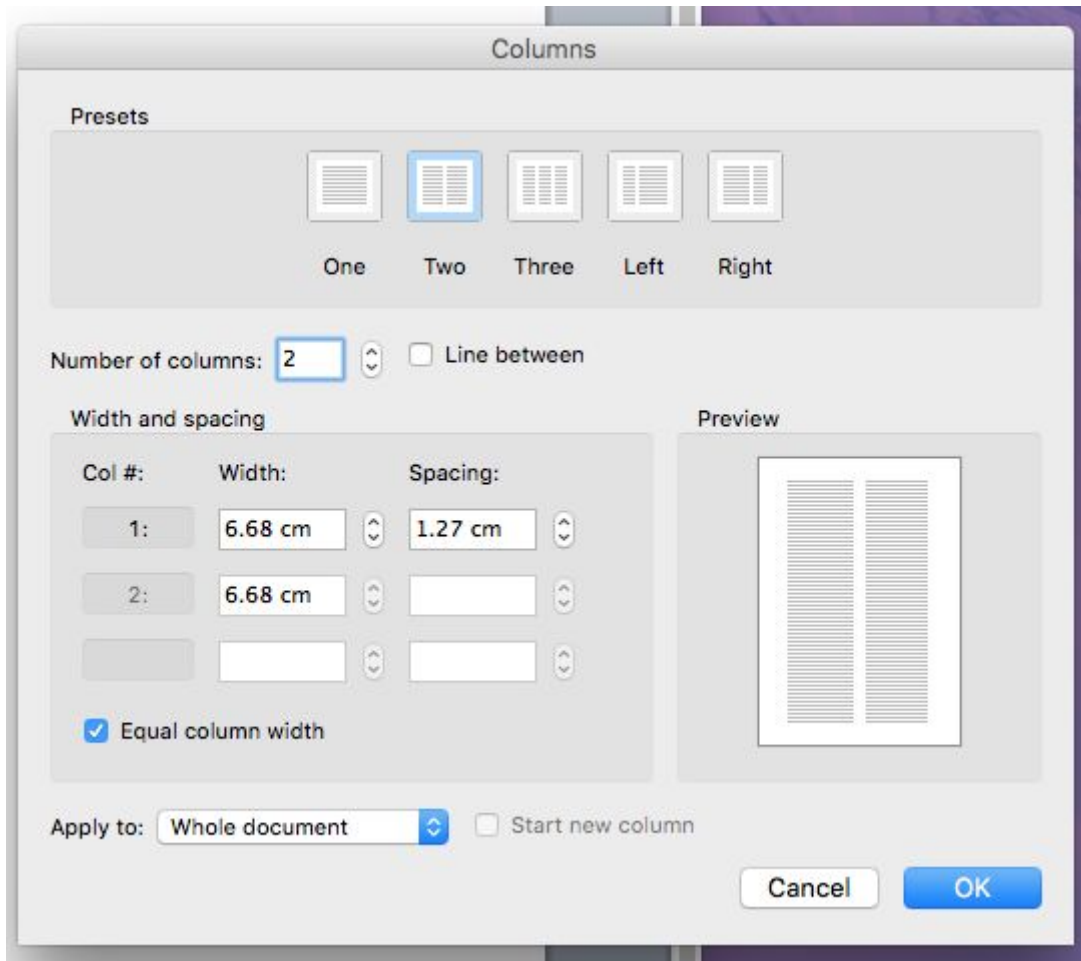 Columns
Presets
One Two Three Left Right
Number of columns: 2 Line between
Width and spacing
Preview
Col #: Width: Spacing:
1: 6.68 cm 1.27 cm
2: 6.68 cm
Equal column width
Apply to: Whole document Start new column
Cancel OK